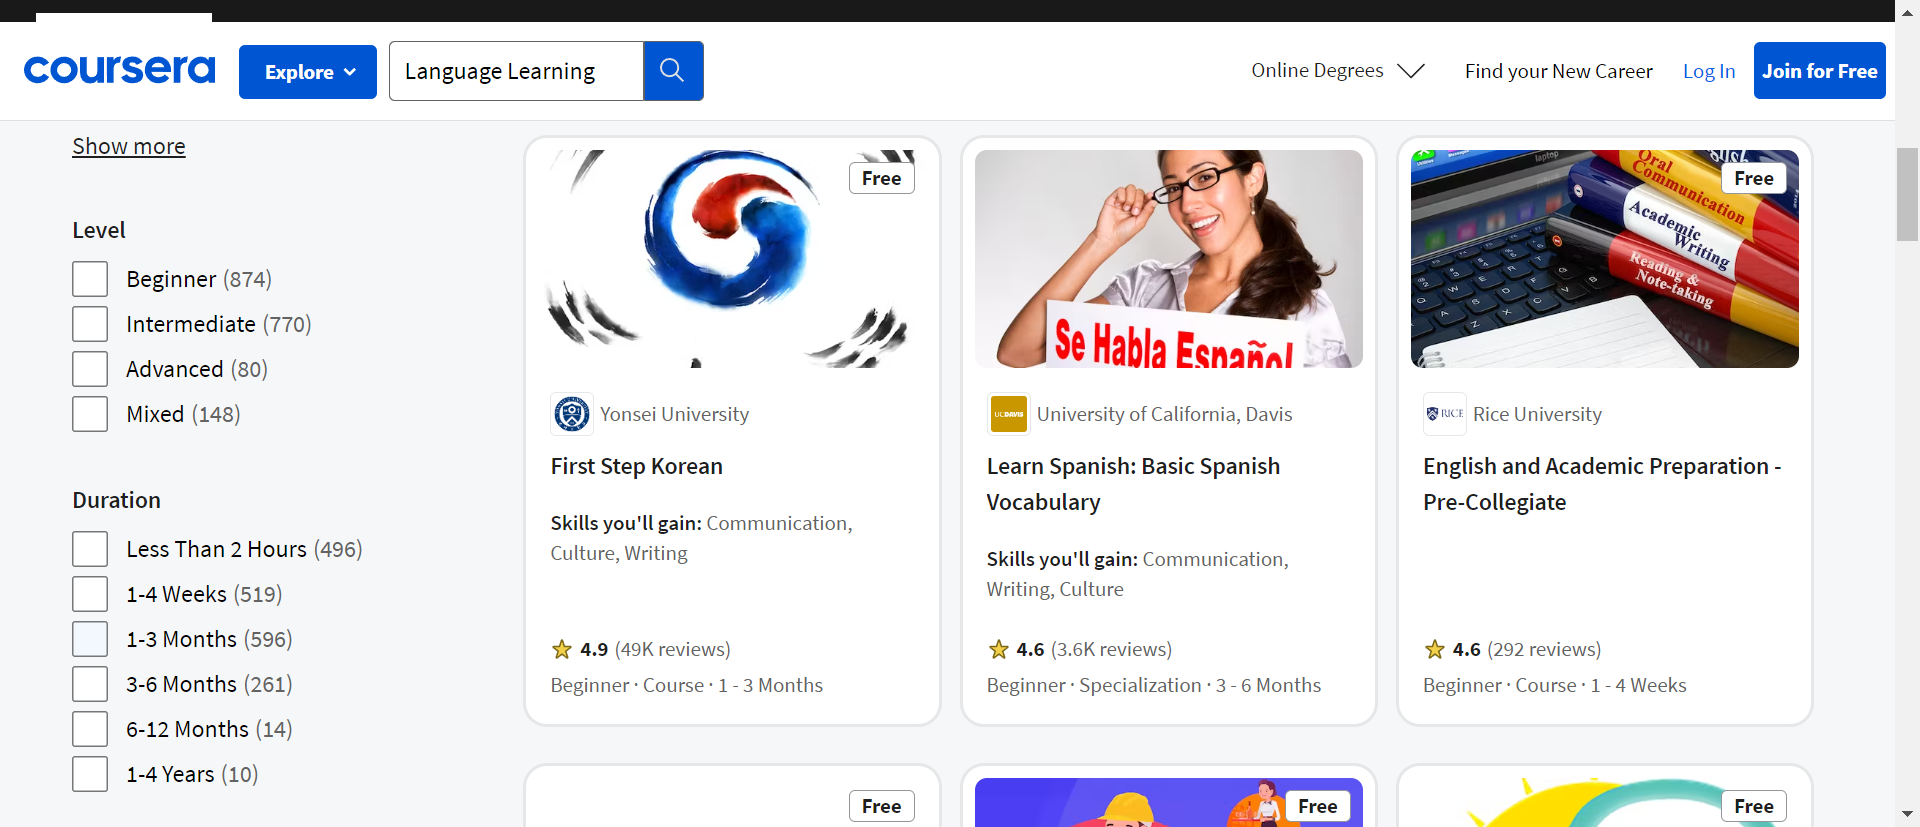 coursera
Explore
Language Learning
Online Degrees
Find your New Career
Log In
Join for Free
Show more
Level
Beginner (874)
Intermediate (770)
Advanced (80)
Mixed (148)
Duration
Less Than 2 Hours (496)
1-4 Weeks (519)
1-3 Months (596)
3-6 Months (261)
6-12 Months (14)
1-4 Years (10)
Free
Yonsei University
First Step Korean
Skills you'll gain: Communication,
Culture, Writing
4.9 (49K reviews)
Beginner · Course · 1 - 3 Months
Se Habla Español
UCDAVIS
University of California, Davis
Learn Spanish: Basic Spanish
Vocabulary
Skills you'll gain: Communication,
Writing, Culture
4.6 (3.6K reviews)
Beginner · Specialization · 3 - 6 Months
laptop
Oral
Communication
Academic
Writing
Reading &
Note-taking
Free
RICE
Rice University
English and Academic Preparation -
Pre-Collegiate
4.6 (292 reviews)
Beginner · Course · 1 - 4 Weeks
Free
Free
Free